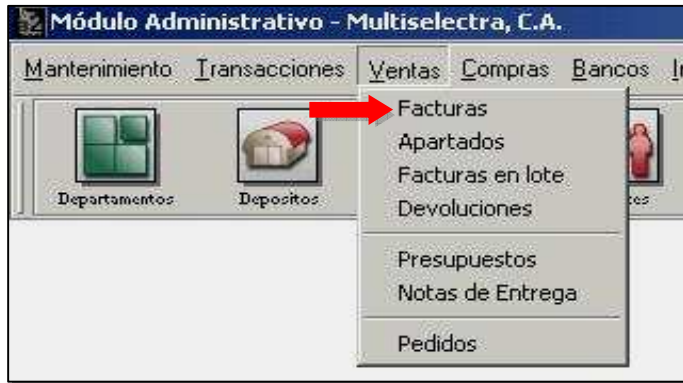 Módulo Administrativo - Multiselectra, C.A.
Mantenimiento Transacciones Ventas Compras Bancos
Facturas
Apartados
Facturas en lote
Devoluciones
Presupuestos
Notas de Entrega
Pedidos
Departamentos Depositos